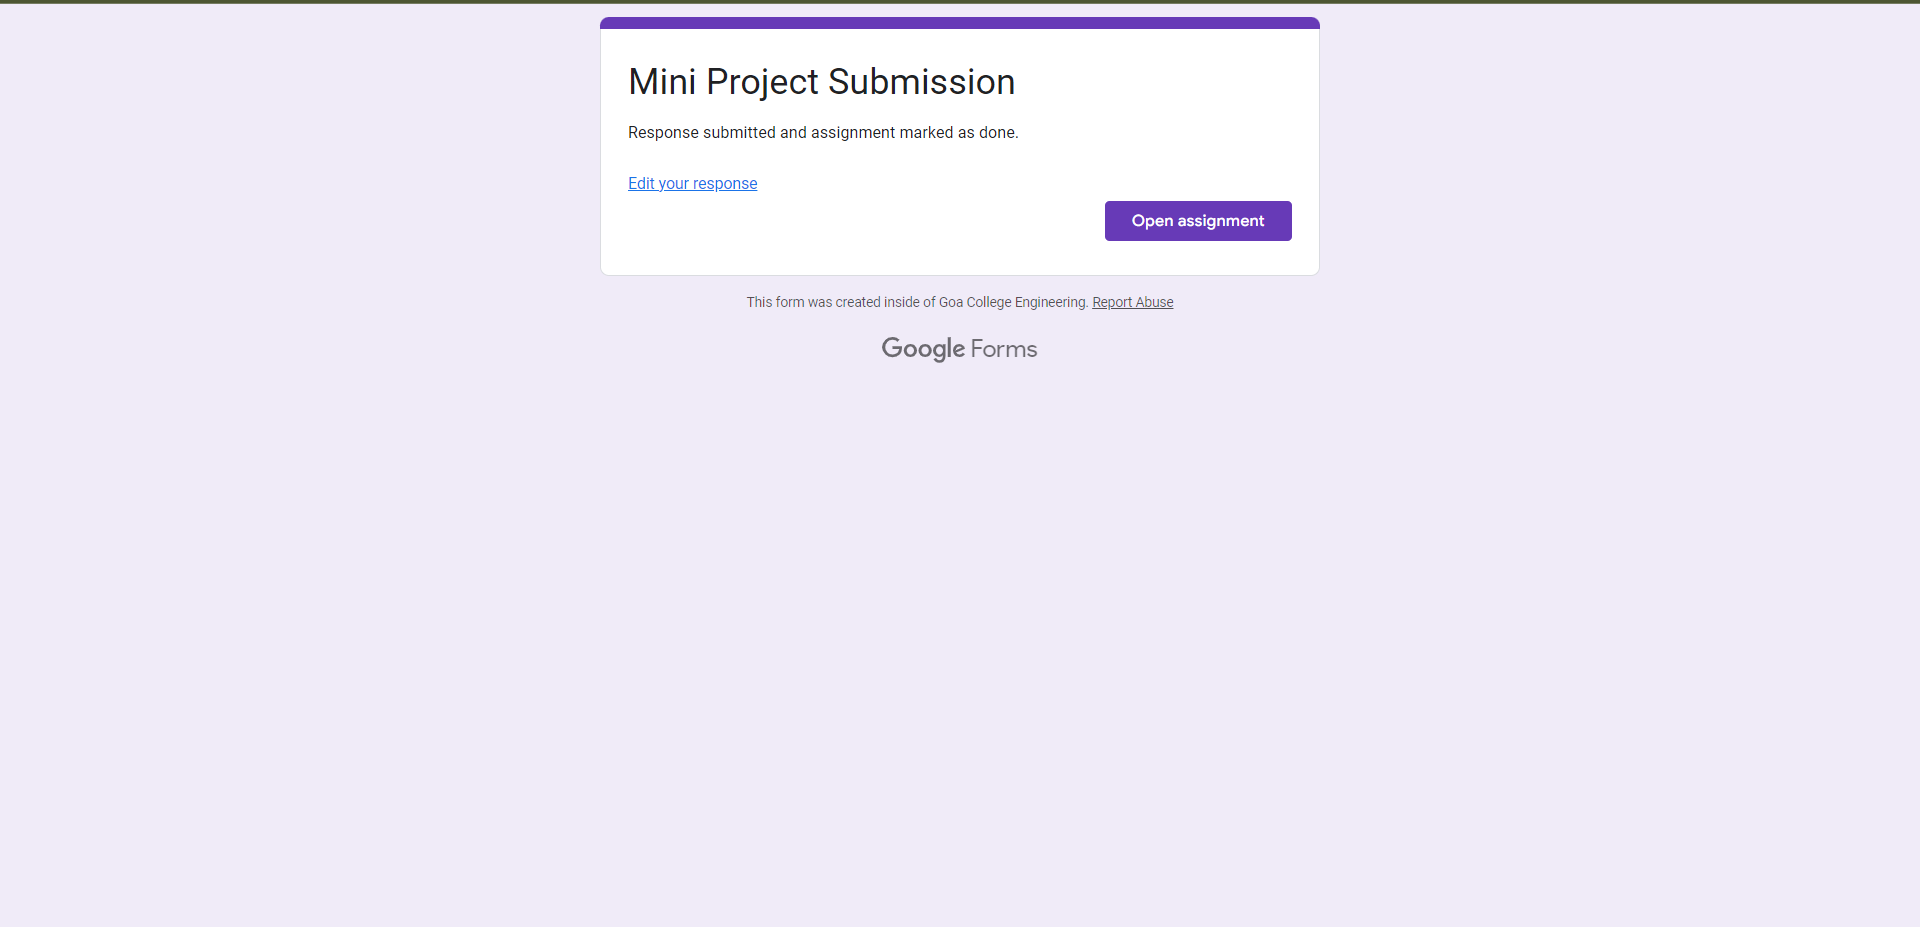 Mini Project Submission
Response submitted and assignment marked as done.
Edit your response
Open assignment
This form was created inside of Goa College Engineering. Report Abuse
Google Forms